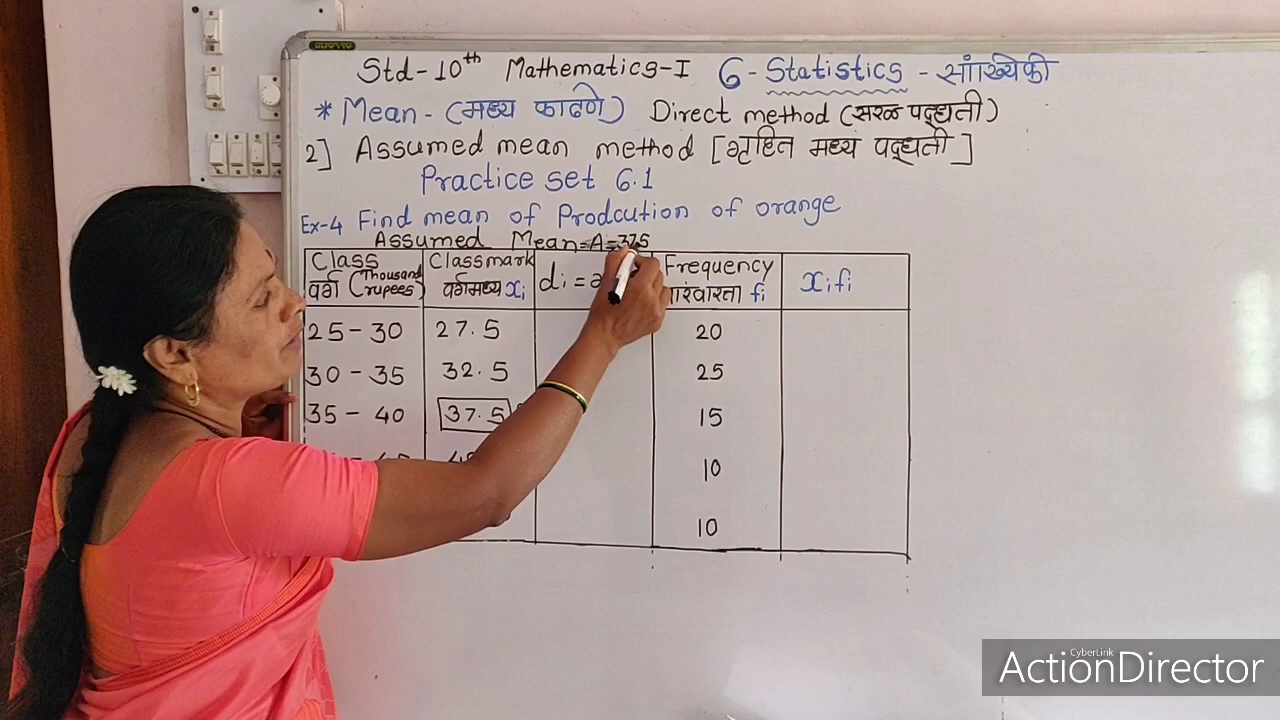 Std-10th Mathematics-I 6-Statistics - सांख्यिकी
* Mean - (मध्य काढणे) Direct method (सरळ पद्धती)
2] Assumed mean method [गृहित मध्य पद्धती]
Practice set 6.1
Ex-4 Find mean of Prodcution of orange
Assumed Mean=A=37.5
Class वर्ग (Thousand rupees) Classmark वर्गमध्य xi di = Frequency fi xifi
25 - 30 27.5 20
30 - 35 32.5 25
35 - 40 37.5 15
10
10
CyberLink
ActionDirector